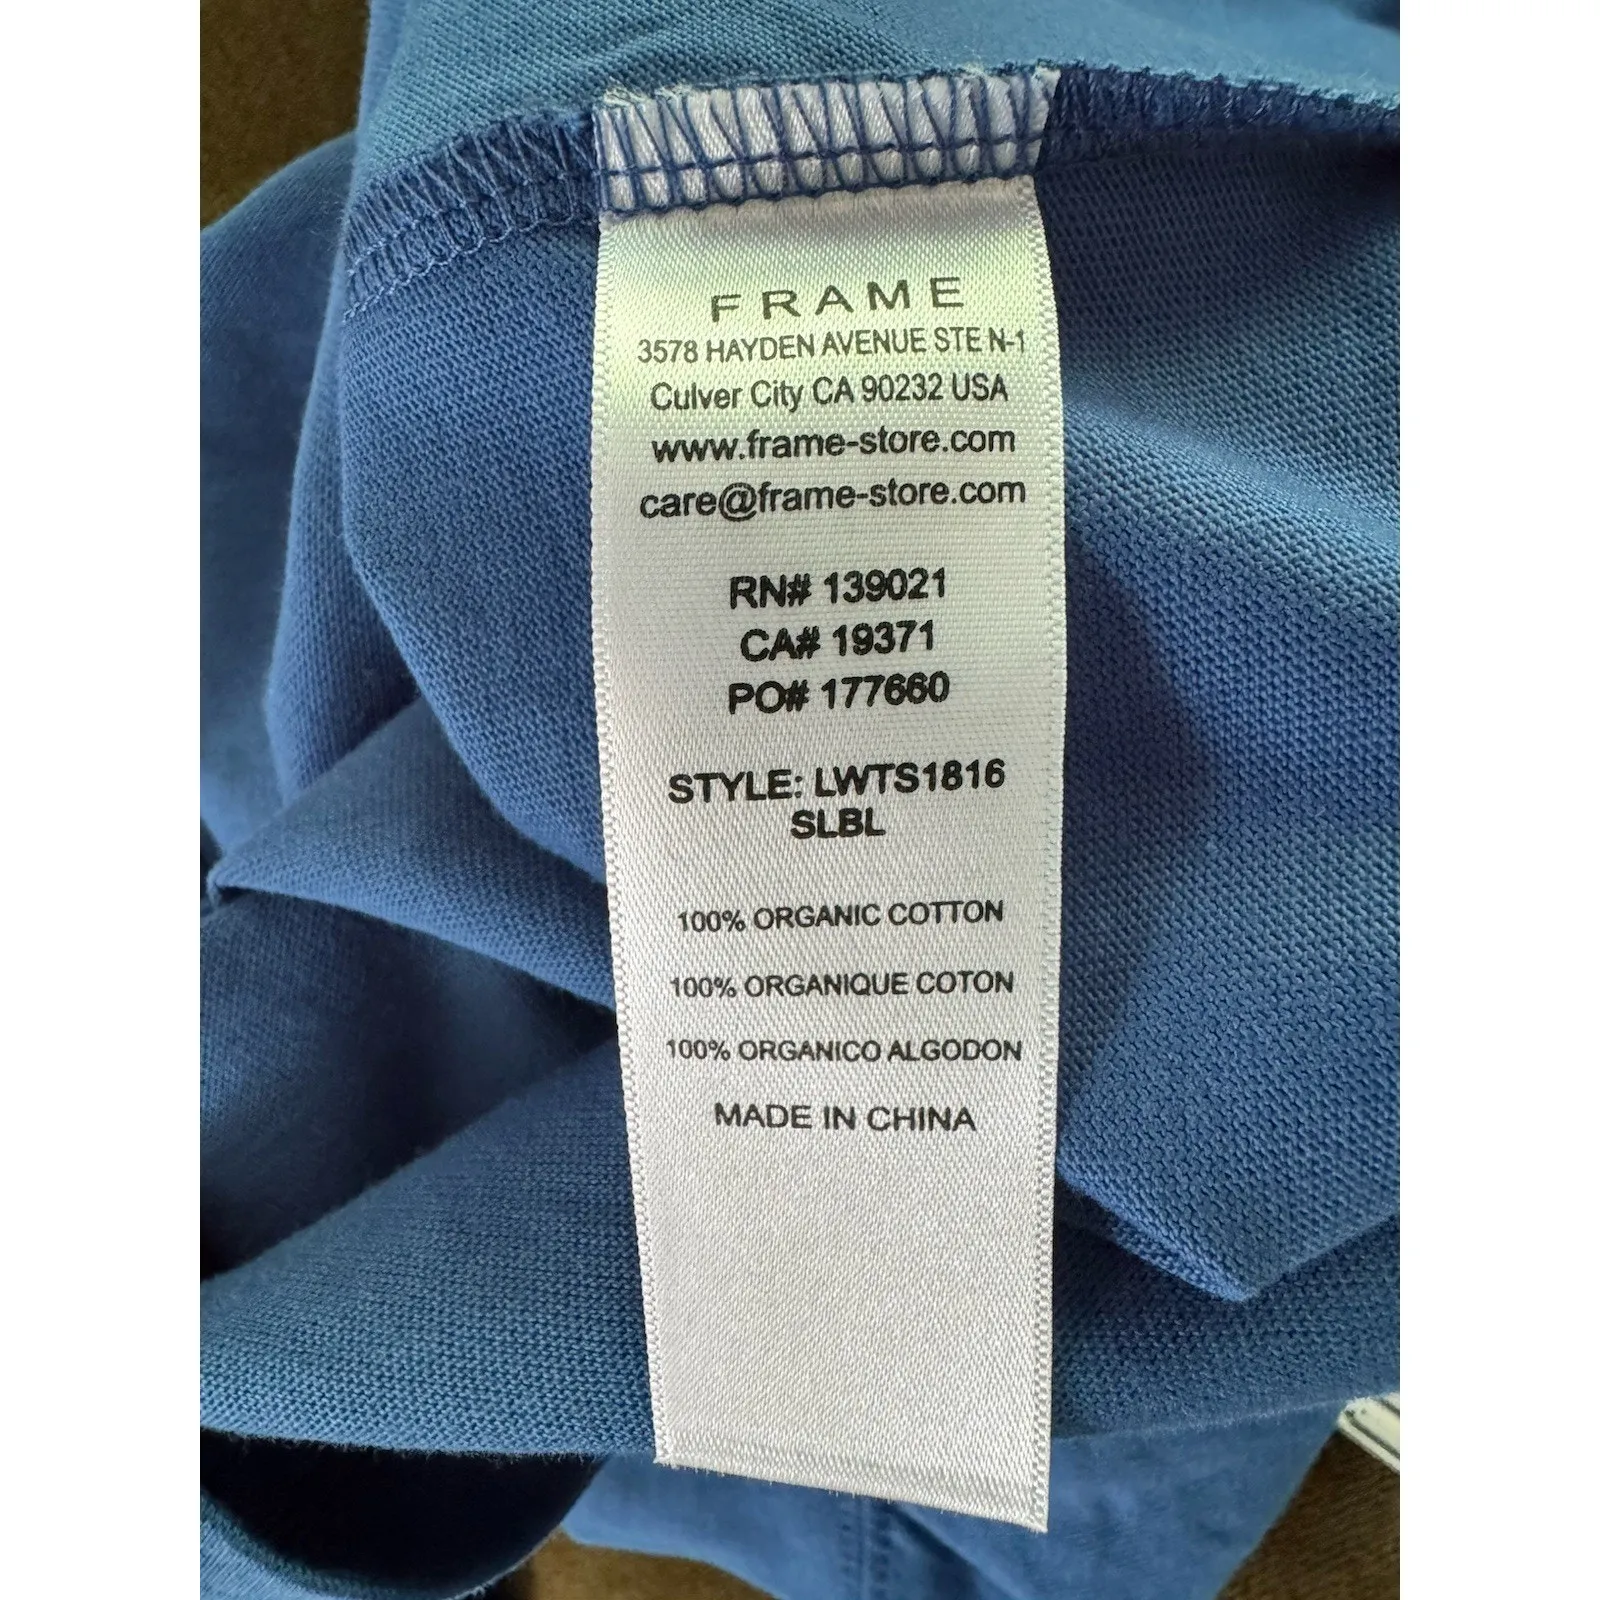 FRAME
3578 HAYDEN AVENUE STE N-1
Culver City CA 90232 USA
www.frame-store.com
care@frame-store.com
RN# 139021
CA# 19371
PO# 177660
STYLE: LWTS1816
SLBL
100% ORGANIC COTTON
100% ORGANIQUE COTON
100% ORGANICO ALGODON
MADE IN CHINA